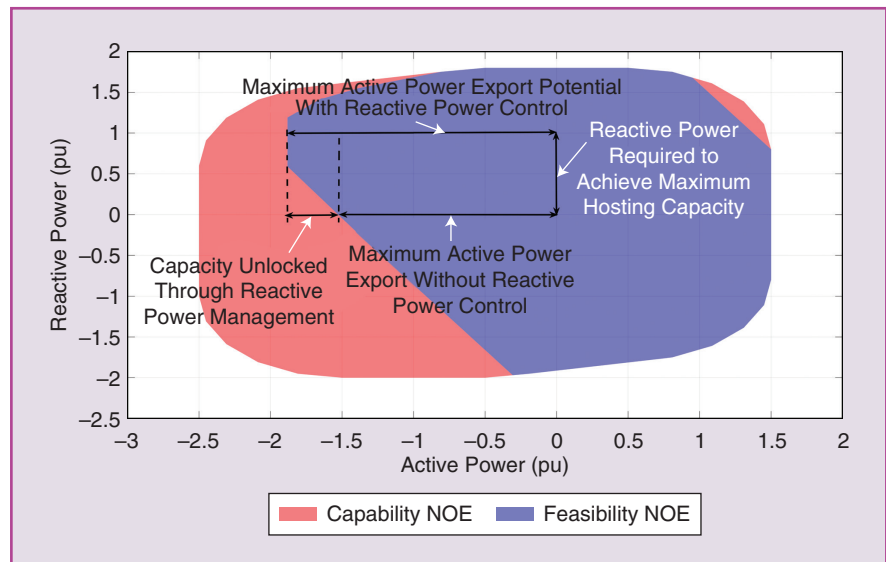 2
1.5
1
0.5
0
–0.5
–1
–1.5
–2
–2.5
Reactive Power (pu)
Maximum Active Power Export Potential
With Reactive Power Control
Reactive Power
Required to
Achieve Maximum
Hosting Capacity
Capacity Unlocked
Through Reactive
Power Management
Maximum Active Power
Export Without Reactive
Power Control
–3
–2.5
–2
–1.5
–1
–0.5
0
0.5
1
1.5
2
Active Power (pu)
Capability NOE
Feasibility NOE